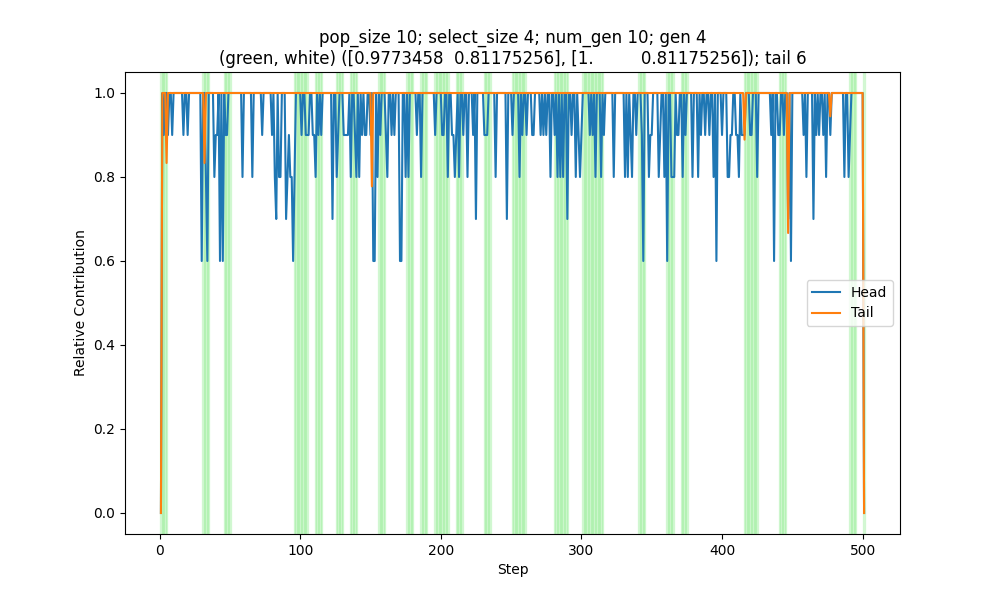 pop_size 10; select_size 4; num_gen 10; gen 4
(green, white) ([0.9773458  0.81175256], [1.         0.81175256]); tail 6
1.0
0.8
0.6
0.4
0.2
0.0
Relative Contribution
Head
Tail
0 100 200 300 400 500
Step